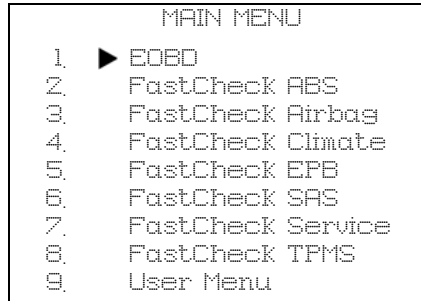 MAIN MENU
1. ▶ EOBD
2. FastCheck ABS
3. FastCheck Airbag
4. FastCheck Climate
5. FastCheck EPB
6. FastCheck SAS
7. FastCheck Service
8. FastCheck TPMS
9. User Menu